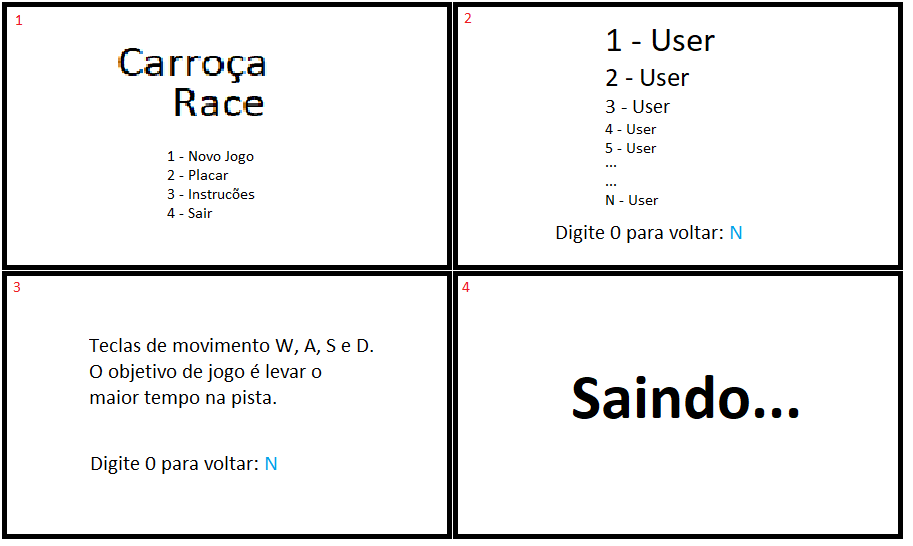 1
Carroça
Race
1 - Novo Jogo
2 - Placar
3 - Instrucões
4 - Sair
2
1 - User
2 - User
3 - User
4 - User
5 - User
...
...
N - User
Digite 0 para voltar: N
3
Teclas de movimento W, A, S e D.
O objetivo de jogo é levar o
maior tempo na pista.
Digite 0 para voltar: N
4
Saindo...